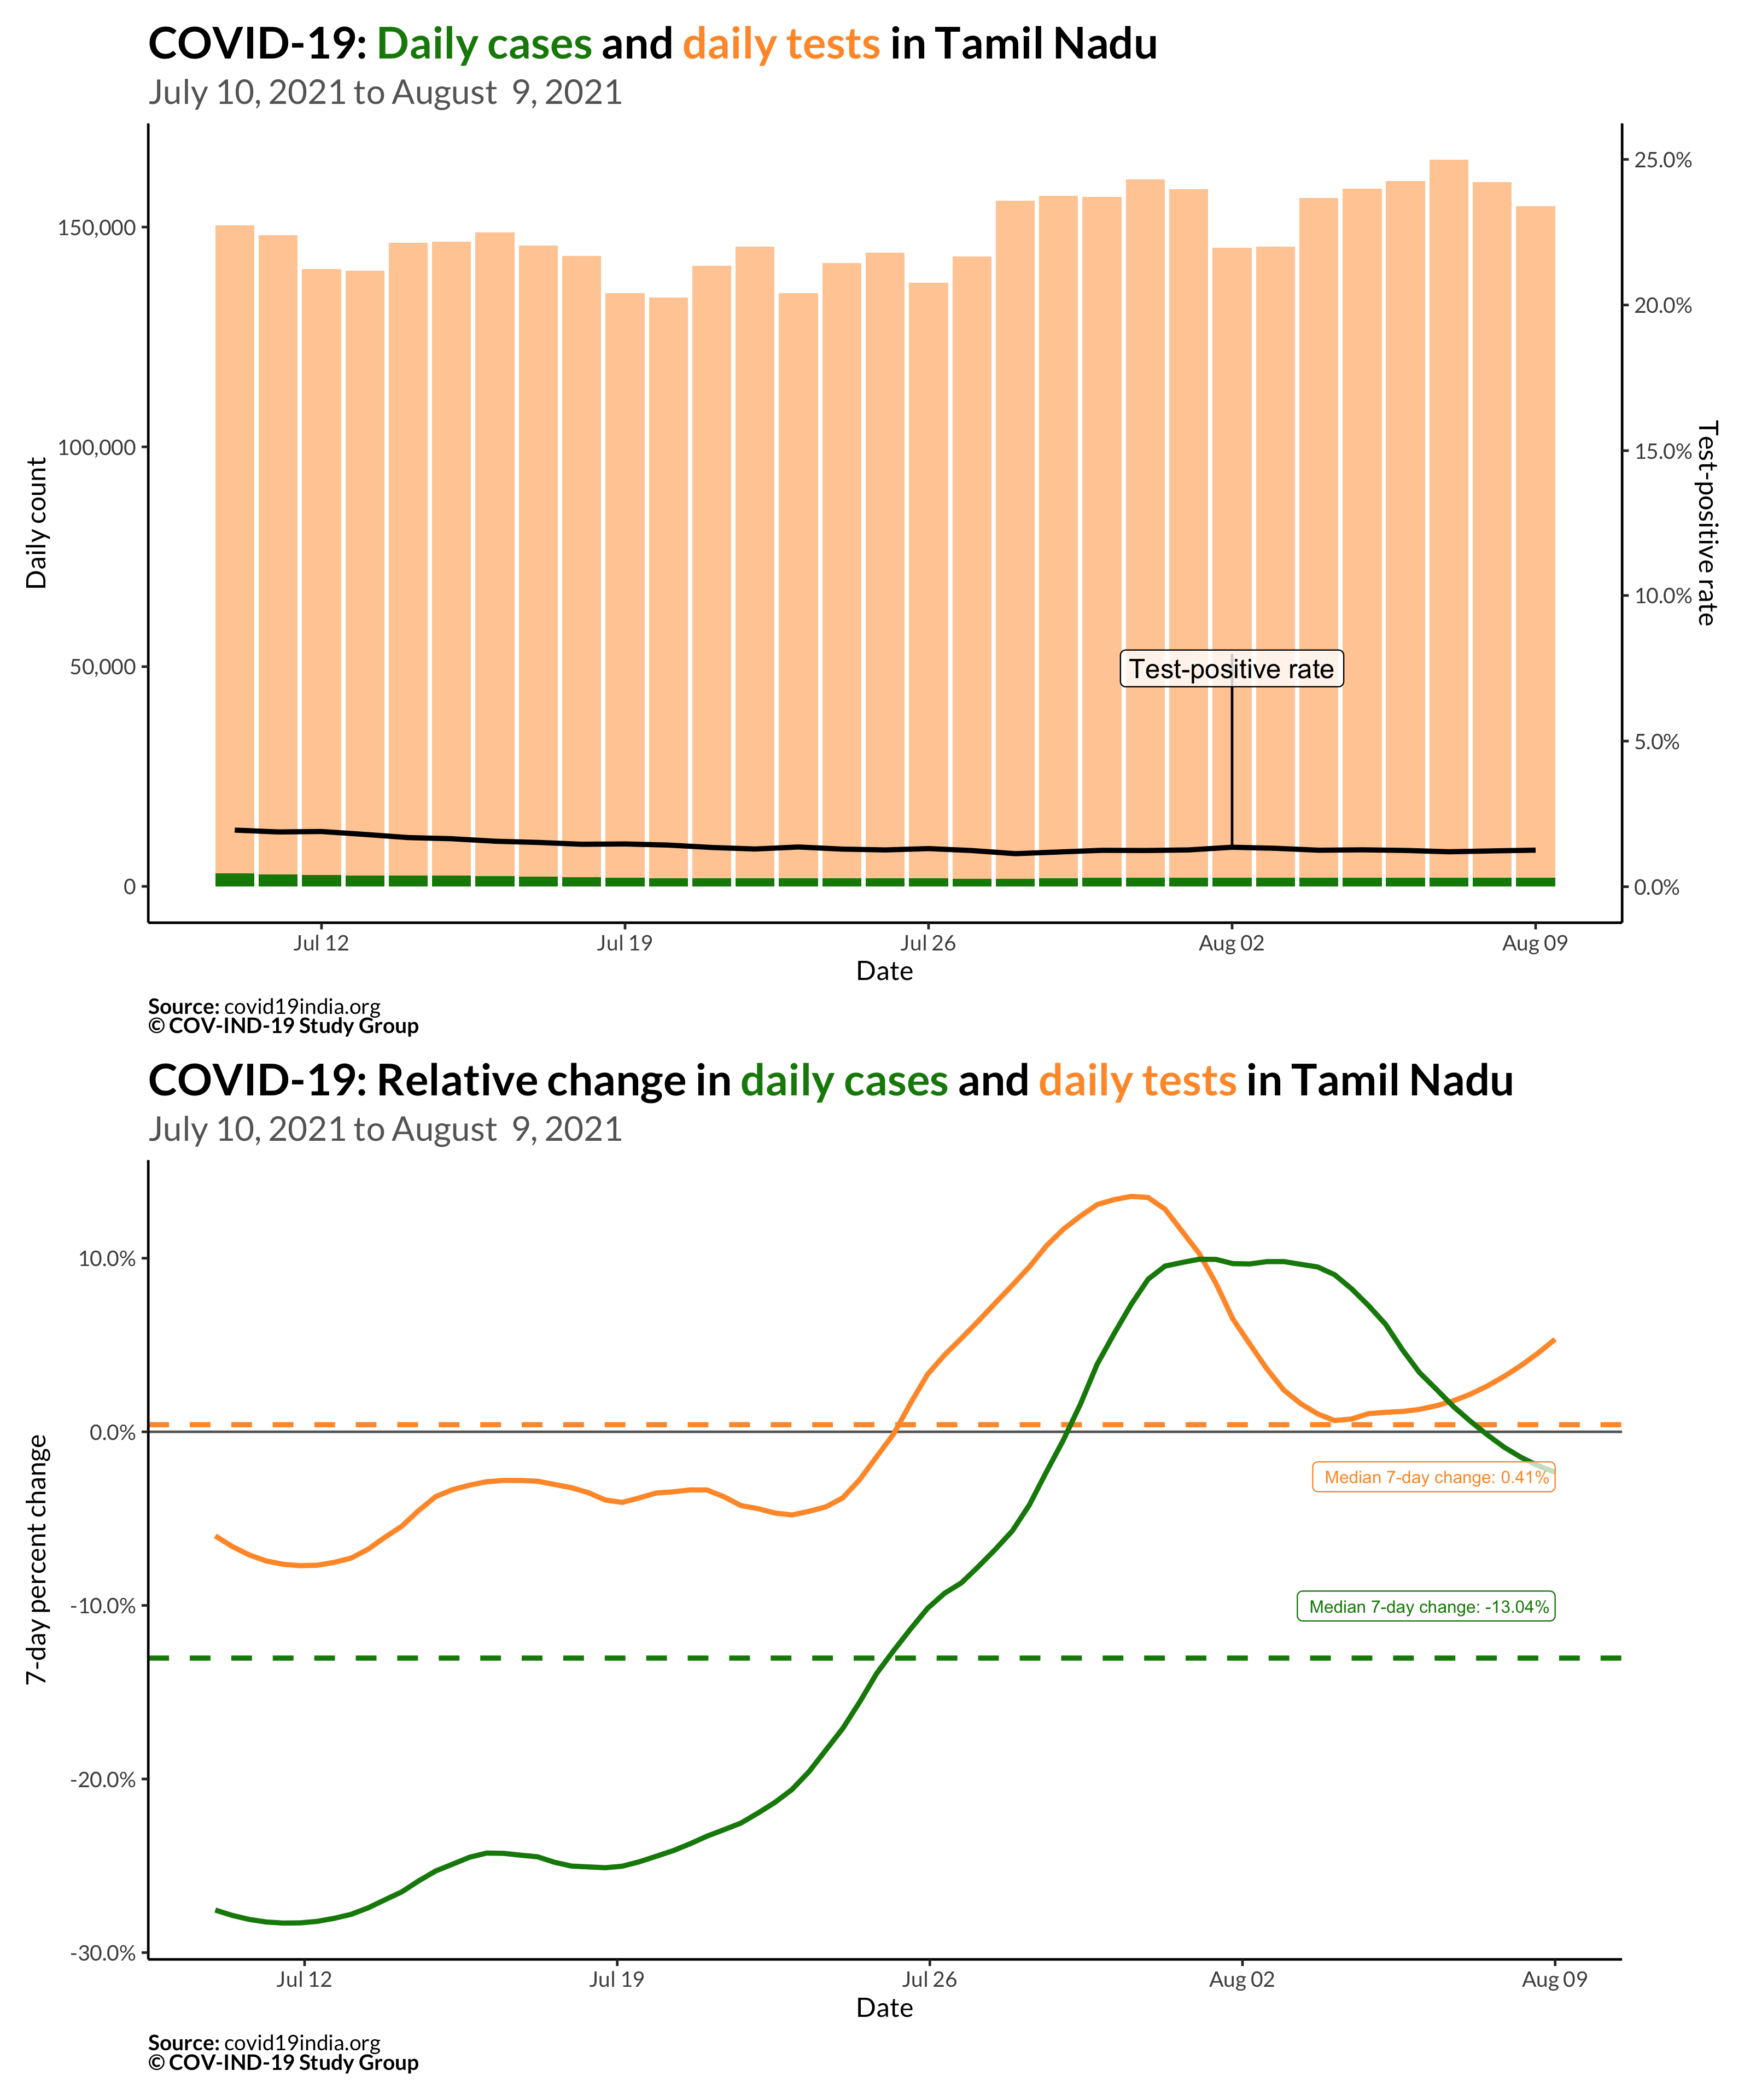 COVID-19: Daily cases and daily tests in Tamil Nadu
July 10, 2021 to August  9, 2021
Daily count
150,000
100,000
50,000
0
25.0%
20.0%
15.0%
10.0%
5.0%
0.0%
Test-positive rate
Test-positive rate
Jul 12
Jul 19
Jul 26
Aug 02
Aug 09
Date
Source: covid19india.org
© COV-IND-19 Study Group
COVID-19: Relative change in daily cases and daily tests in Tamil Nadu
July 10, 2021 to August  9, 2021
7-day percent change
10.0%
0.0%
-10.0%
-20.0%
-30.0%
Median 7-day change: 0.41%
Median 7-day change: -13.04%
Jul 12
Jul 19
Jul 26
Aug 02
Aug 09
Date
Source: covid19india.org
© COV-IND-19 Study Group